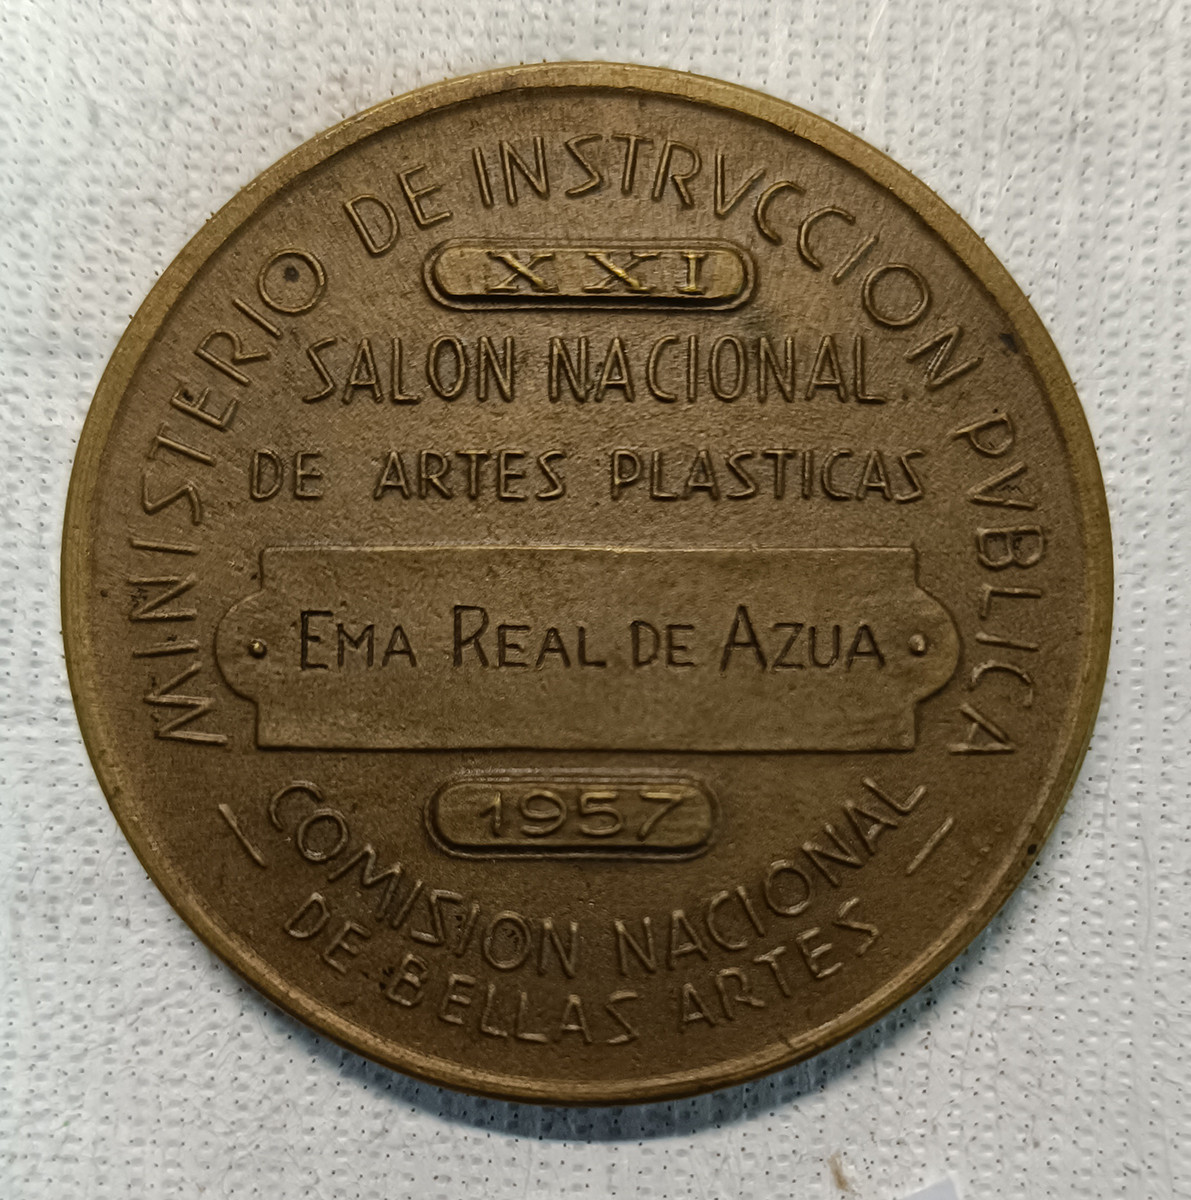 MINISTERIO DE INSTRVCCION PVBLICA
XXI
SALON NACIONAL
DE ARTES PLASTICAS
EMA REAL DE AZUA
1957
COMISION NACIONAL
DE BELLAS ARTES